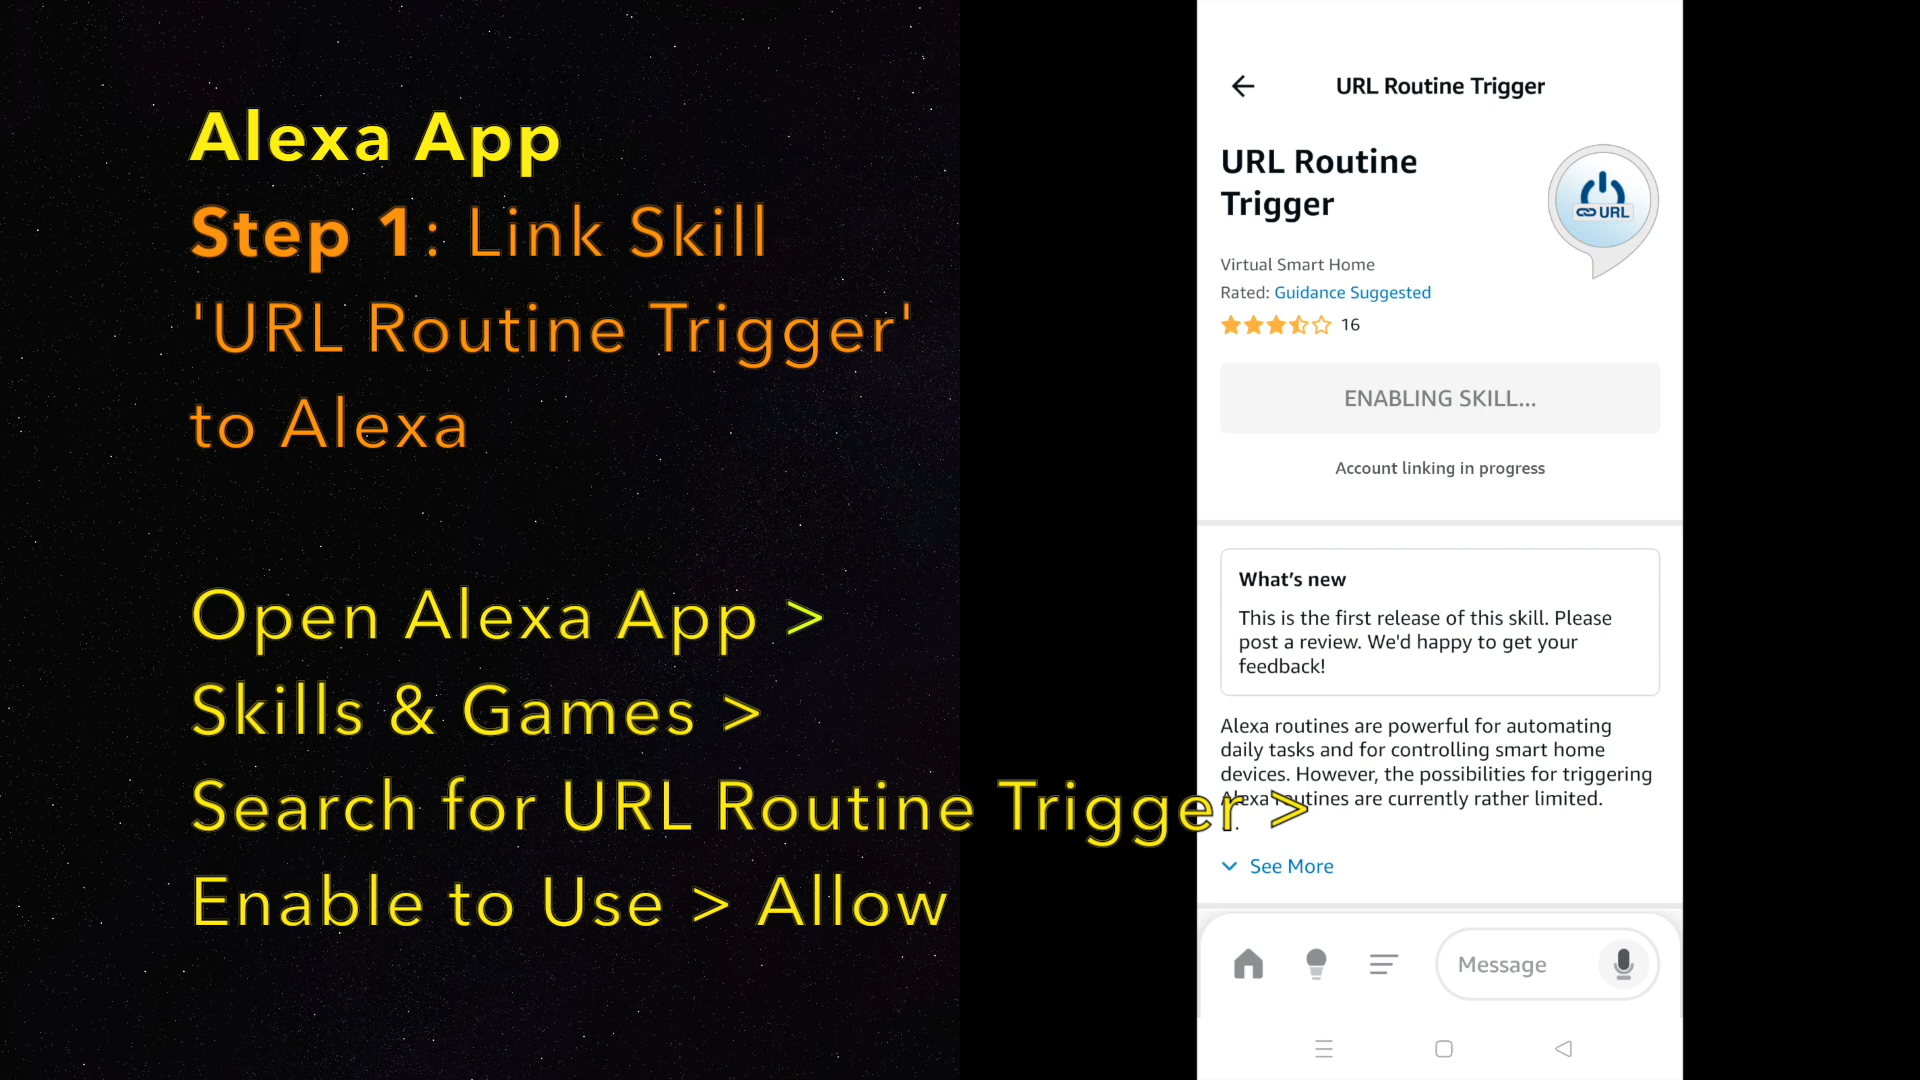 Alexa App
Step 1: Link Skill
'URL Routine Trigger'
to Alexa
Open Alexa App >
Skills & Games >
Search for URL Routine Trigger >
Enable to Use > Allow
URL Routine Trigger
URL Routine
Trigger
URL
Virtual Smart Home
Rated: Guidance Suggested
16
ENABLING SKILL...
Account linking in progress
What's new
This is the first release of this skill. Please
post a review. We'd happy to get your
feedback!
Alexa routines are powerful for automating
daily tasks and for controlling smart home
devices. However, the possibilities for triggering
Alexa routines are currently rather limited.
See More
Message